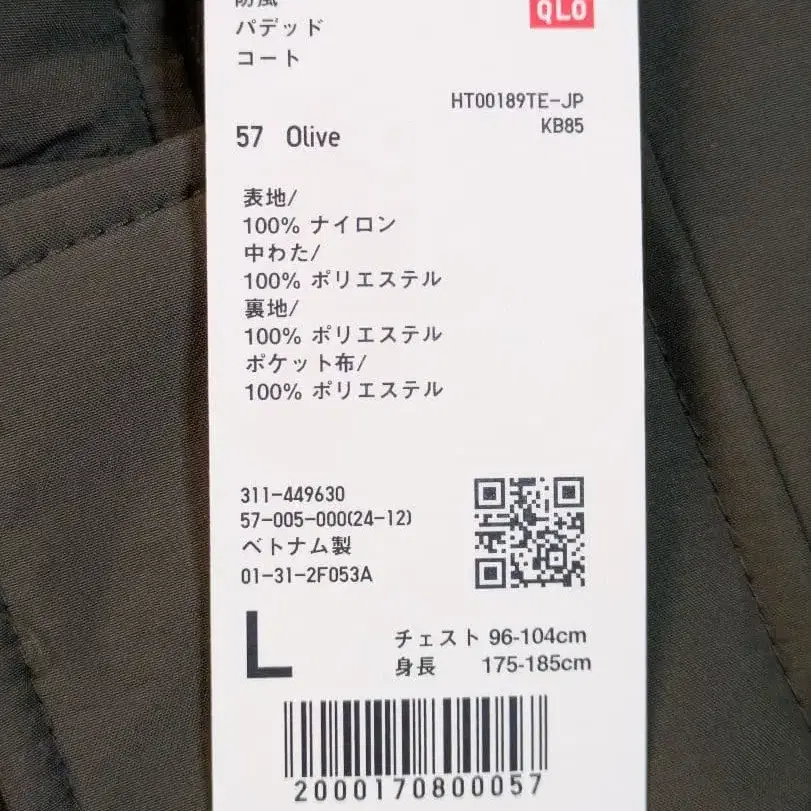 防風
パデッド
コート
QLO
HT00189TE-JP
KB85
57 Olive
表地/
100% ナイロン
中わた/
100% ポリエステル
裏地/
100% ポリエステル
ポケット布/
100% ポリエステル
311-449630
57-005-000(24-12)
ベトナム製
01-31-2F053A
L
チェスト 96-104cm
身長 175-185cm
2000170800057